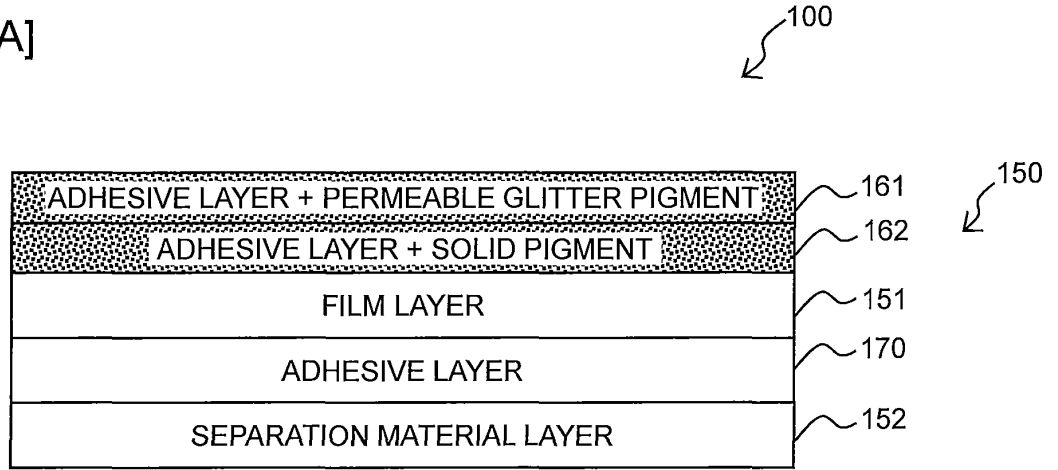 A]
100
ADHESIVE LAYER + PERMEABLE GLITTER PIGMENT
161
150
ADHESIVE LAYER + SOLID PIGMENT
162
FILM LAYER
151
ADHESIVE LAYER
170
SEPARATION MATERIAL LAYER
152